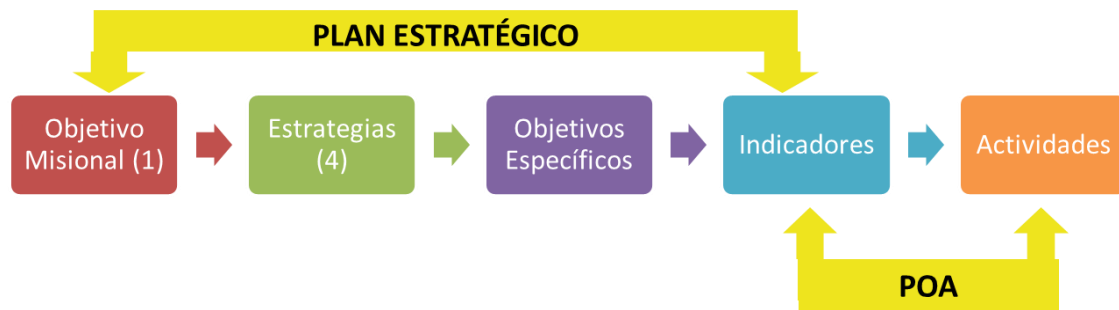 PLAN ESTRATÉGICO
Objetivo
Misional (1)
Estrategias
(4)
Objetivos
Específicos
Indicadores
Actividades
POA